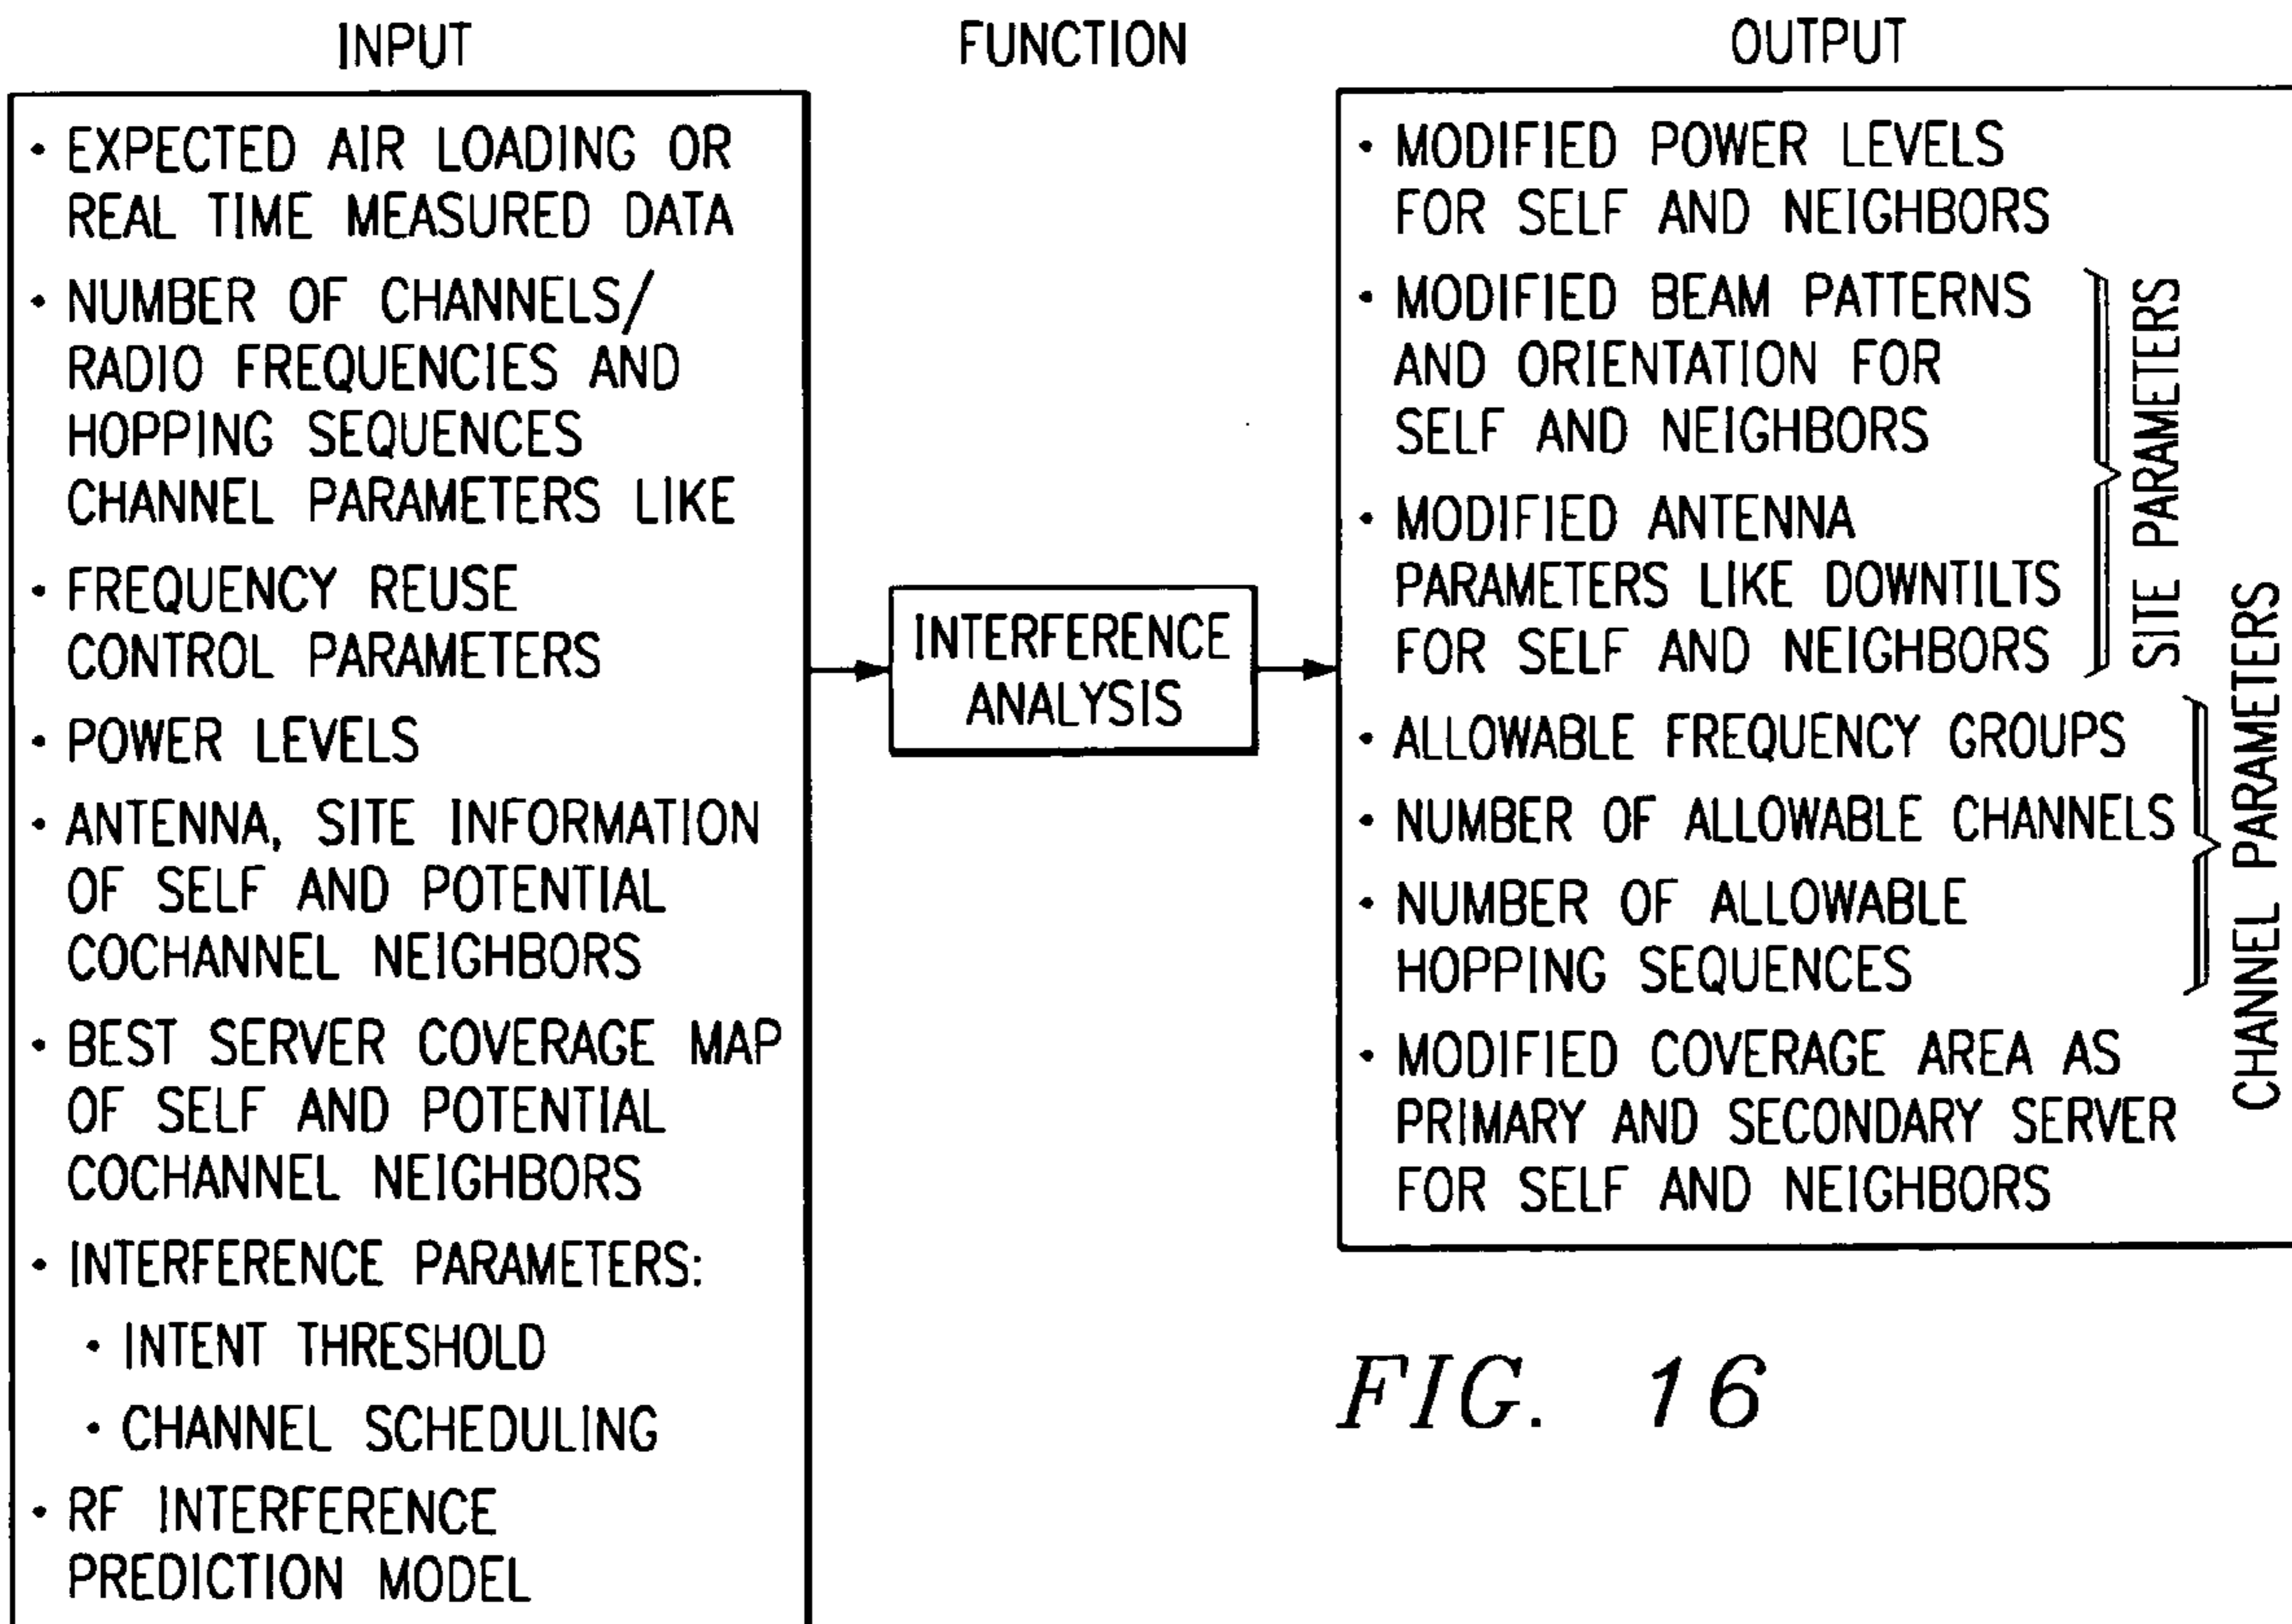 INPUT
• EXPECTED AIR LOADING OR
REAL TIME MEASURED DATA
• NUMBER OF CHANNELS/
RADIO FREQUENCIES AND
HOPPING SEQUENCES
CHANNEL PARAMETERS LIKE
• FREQUENCY REUSE
CONTROL PARAMETERS
• POWER LEVELS
• ANTENNA, SITE INFORMATION
OF SELF AND POTENTIAL
COCHANNEL NEIGHBORS
• BEST SERVER COVERAGE MAP
OF SELF AND POTENTIAL
COCHANNEL NEIGHBORS
• INTERFERENCE PARAMETERS:
• INTENT THRESHOLD
• CHANNEL SCHEDULING
• RF INTERFERENCE
PREDICTION MODEL
FUNCTION
INTERFERENCE
ANALYSIS
OUTPUT
• MODIFIED POWER LEVELS
FOR SELF AND NEIGHBORS
• MODIFIED BEAM PATTERNS
AND ORIENTATION FOR
SELF AND NEIGHBORS
• MODIFIED ANTENNA
PARAMETERS LIKE DOWNTILTS
FOR SELF AND NEIGHBORS
SITE PARAMETERS
• ALLOWABLE FREQUENCY GROUPS
• NUMBER OF ALLOWABLE CHANNELS
• NUMBER OF ALLOWABLE
HOPPING SEQUENCES
CHANNEL PARAMETERS
• MODIFIED COVERAGE AREA AS
PRIMARY AND SECONDARY SERVER
FOR SELF AND NEIGHBORS
FIG. 16